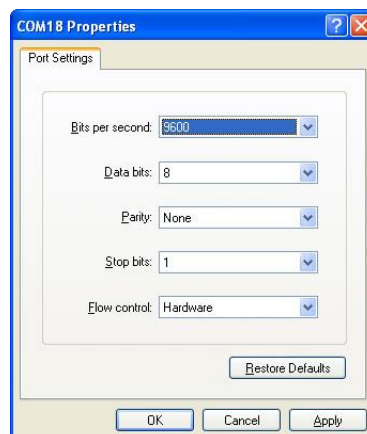 COM18 Properties
Port Settings
Bits per second: 9600
Data bits: 8
Parity: None
Stop bits: 1
Flow control: Hardware
Restore Defaults
OK Cancel Apply